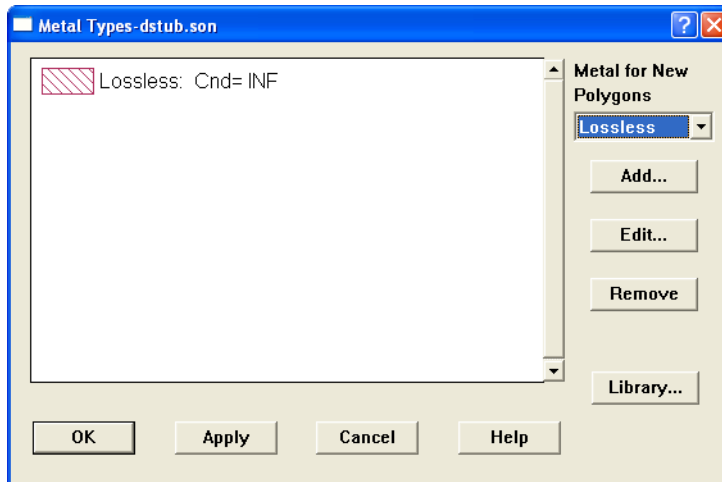 Metal Types-dstub.son
Lossless: Cnd= INF
Metal for New
Polygons
Lossless
Add...
Edit...
Remove
Library...
OK
Apply
Cancel
Help